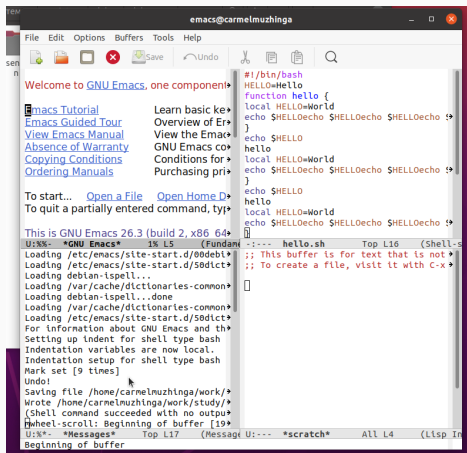 emacs@carmelmuzhinga
File Edit Options Buffers Tools Help
Save Undo
Welcome to GNU Emacs, one component
Emacs Tutorial Learn basic ke
Emacs Guided Tour Overview of E
View Emacs Manual View the Emac
Absence of Warranty GNU Emacs co
Copying Conditions Conditions for
Ordering Manuals Purchasing pri
To start... Open a File Open Home D
To quit a partially entered command, typ
This is GNU Emacs 26.3 (build 2, x86_64
U:%%- *GNU Emacs* 1% L5 (Fundame
#!/bin/bash
HELLO=Hello
function hello {
local HELLO=World
echo $HELLOecho $HELLOecho $HELLOecho $
}
echo $HELLO
hello
local HELLO=World
echo $HELLOecho $HELLOecho $HELLOecho $
}
echo $HELLO
hello
local HELLO=World
echo $HELLOecho $HELLOecho $HELLOecho $
}
-:--- hello.sh Top L16 (Shell-s
Loading /etc/emacs/site-start.d/00debi
Loading /etc/emacs/site-start.d/50dict
Loading debian-ispell...
Loading /var/cache/dictionaries-common
Loading debian-ispell...done
Loading /var/cache/dictionaries-common
Loading /etc/emacs/site-start.d/50dict
For information about GNU Emacs and th
Setting up indent for shell type bash
Indentation variables are now local.
Indentation setup for shell type bash
Mark set [9 times]
Undo!
Saving file /home/carmelmuzhinga/work/
Wrote /home/carmelmuzhinga/work/study/
(Shell command succeeded with no outpu
mwheel-scroll: Beginning of buffer [19
U:%*- *Messages* Top L17 (Message
;; This buffer is for text that is not
;; To create a file, visit it with C-x
U:--- *scratch* All L4 (Lisp In
Beginning of buffer